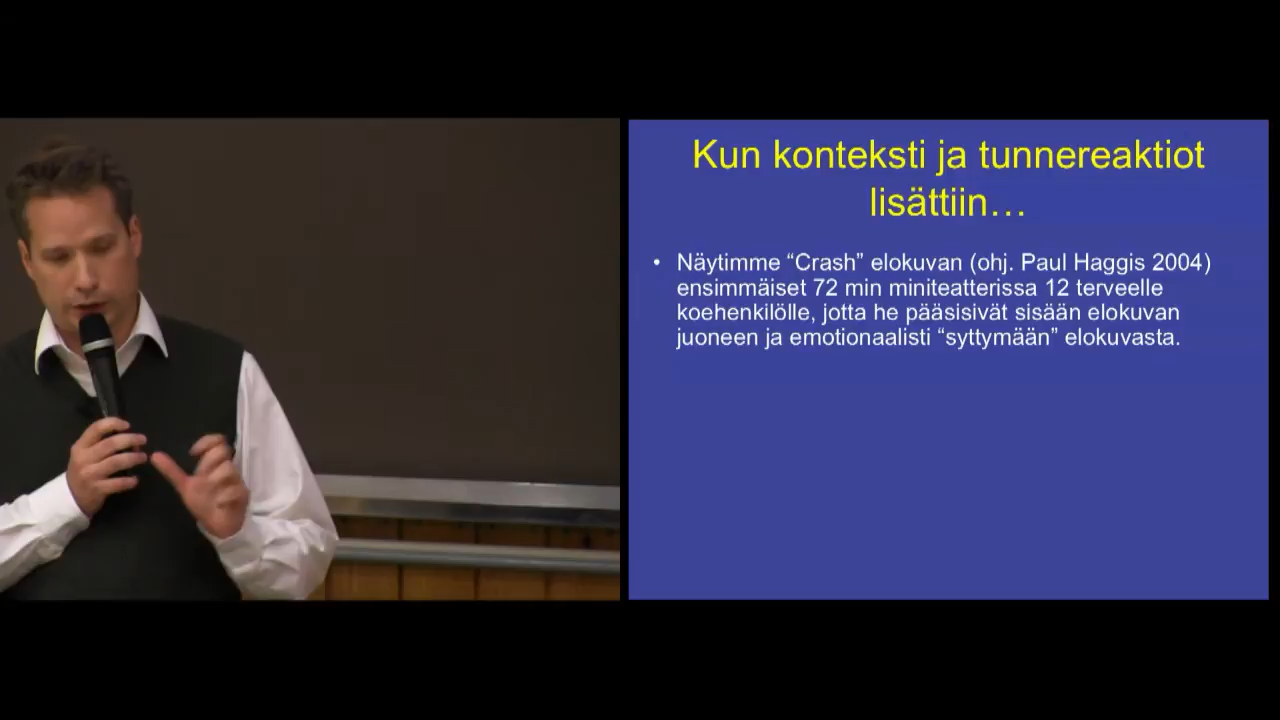 Kun konteksti ja tunnereaktiot
lisättiin…
• Näytimme “Crash” elokuvan (ohj. Paul Haggis 2004)
ensimmäiset 72 min miniteatterissa 12 terveelle
koehenkilölle, jotta he pääsisivät sisään elokuvan
juoneen ja emotionaalisti “syttymään” elokuvasta.